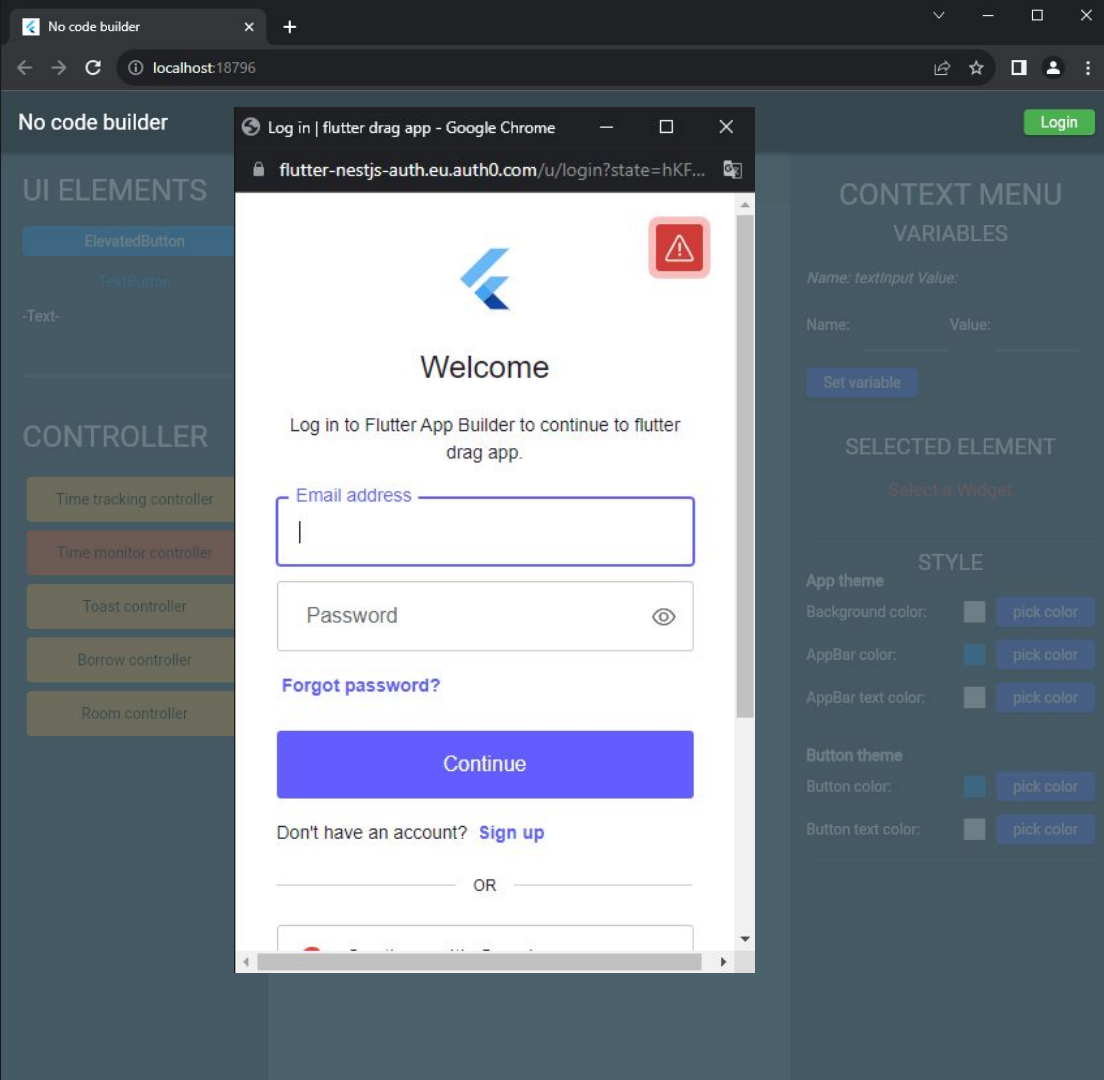 No code builder
localhost:18796
No code builder
Login
Log in | flutter drag app - Google Chrome
flutter-nestjs-auth.eu.auth0.com/u/login?state=hKF...
UI ELEMENTS
ElevatedButton
TextButton
-Text-
CONTROLLER
Time tracking controller
Time monitor controller
Toast controller
Borrow controller
Room controller
Welcome
Log in to Flutter App Builder to continue to flutter
drag app.
Email address
Password
Forgot password?
Continue
Don't have an account? Sign up
OR
CONTEXT MENU
VARIABLES
Name: textInput Value:
Name: Value:
Set variable
SELECTED ELEMENT
Select a Widget
STYLE
App theme
Background color: pick color
AppBar color: pick color
AppBar text color: pick color
Button theme
Button color: pick color
Button text color: pick color